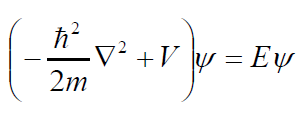 (-ħ²/2m ∇² + V)ψ = Eψ